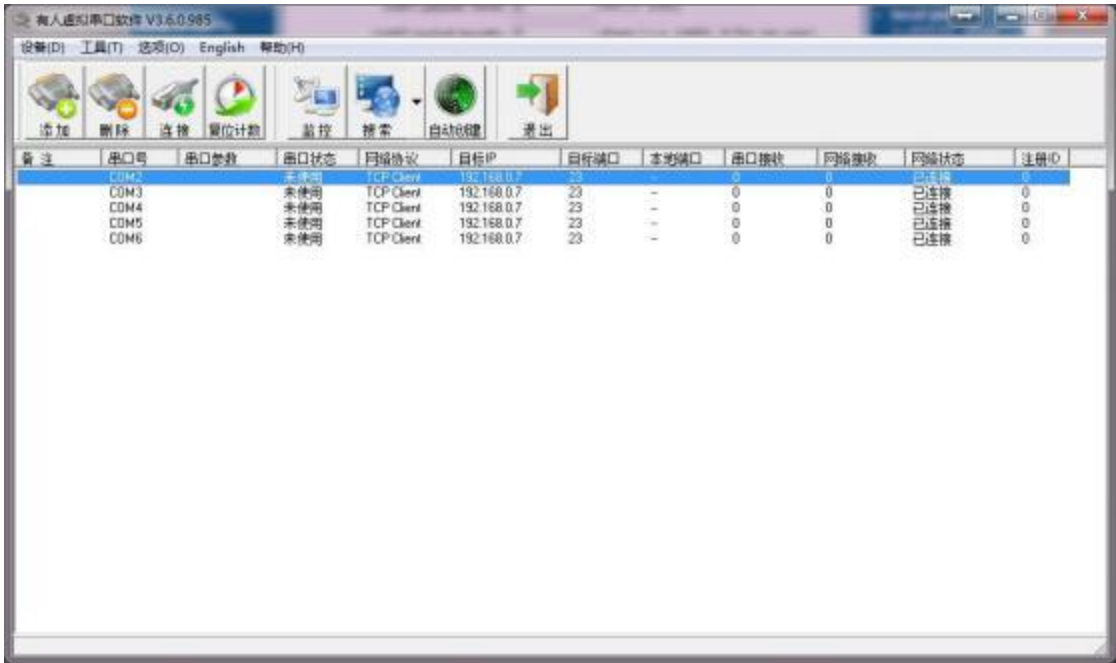 有人虚拟串口软件 V3.6.0.985
设备(D) 工具(T) 选项(O) English 帮助(H)
添加 删除 连接 复位计数 监控 搜索 自动创建 退出
备注 串口号 串口参数 串口状态 网络协议 目标IP 目标端口 本地端口 串口接收 网络接收 网络状态 注册ID
COM2 未使用 TCP Client 192.168.0.7 23 - 0 0 已连接 0
COM3 未使用 TCP Client 192.168.0.7 23 - 0 0 已连接 0
COM4 未使用 TCP Client 192.168.0.7 23 - 0 0 已连接 0
COM5 未使用 TCP Client 192.168.0.7 23 - 0 0 已连接 0
COM6 未使用 TCP Client 192.168.0.7 23 - 0 0 已连接 0